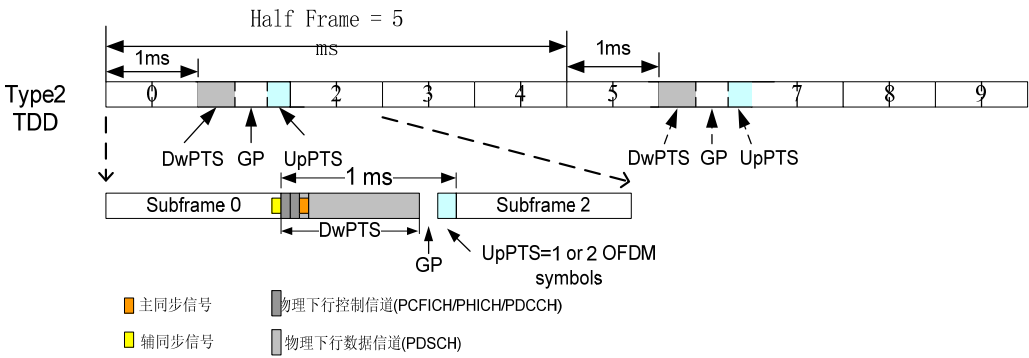 Half Frame = 5
ms
1ms
1ms
Type2
TDD
0 2 3 4 5 7 8 9
DwPTS GP UpPTS
DwPTS GP UpPTS
1 ms
Subframe 0
Subframe 2
DwPTS
GP
UpPTS=1 or 2 OFDM
symbols
主同步信号
物理下行控制信道(PCFICH/PHICH/PDCCH)
辅同步信号
物理下行数据信道(PDSCH)